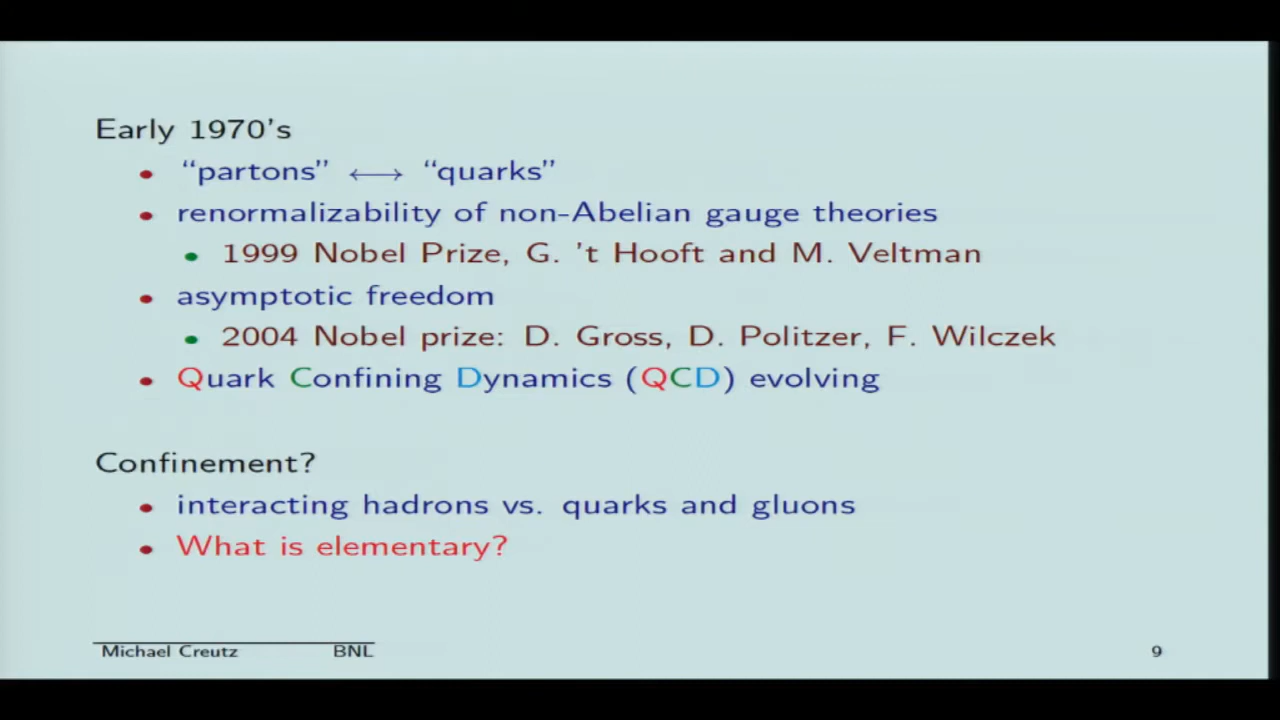 Early 1970's
• "partons" ⟷ "quarks"
• renormalizability of non-Abelian gauge theories
• 1999 Nobel Prize, G. 't Hooft and M. Veltman
• asymptotic freedom
• 2004 Nobel prize: D. Gross, D. Politzer, F. Wilczek
• Quark Confining Dynamics (QCD) evolving
Confinement?
• interacting hadrons vs. quarks and gluons
• What is elementary?
Michael Creutz BNL 9